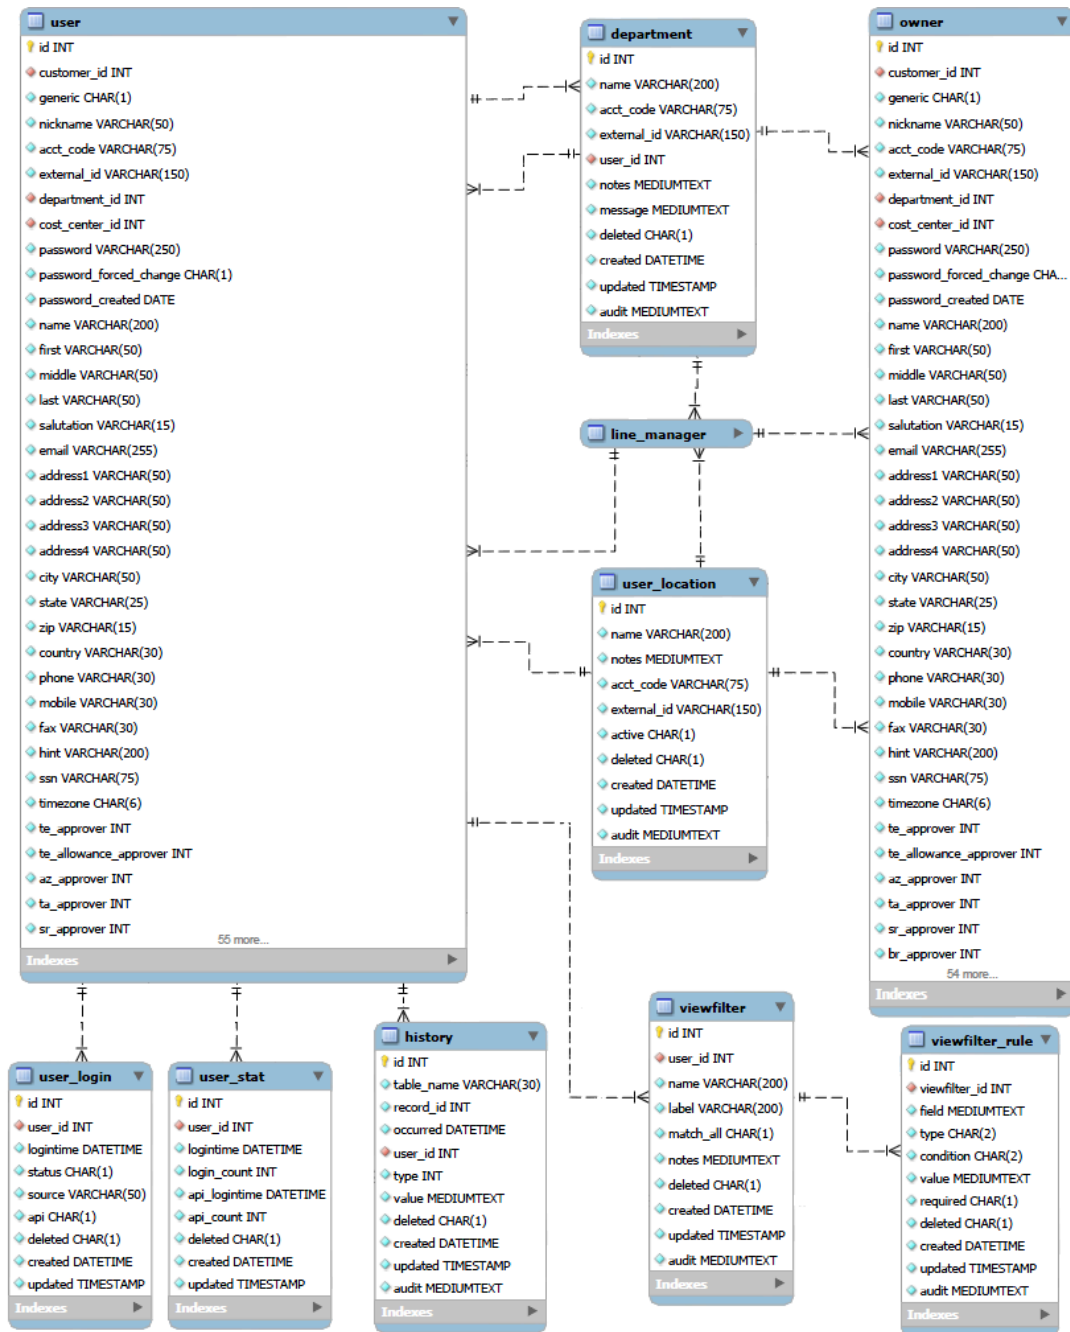 user
id INT
customer_id INT
generic CHAR(1)
nickname VARCHAR(50)
acct_code VARCHAR(75)
external_id VARCHAR(150)
department_id INT
cost_center_id INT
password VARCHAR(250)
password_forced_change CHAR(1)
password_created DATE
name VARCHAR(200)
first VARCHAR(50)
middle VARCHAR(50)
last VARCHAR(50)
salutation VARCHAR(15)
email VARCHAR(255)
address1 VARCHAR(50)
address2 VARCHAR(50)
address3 VARCHAR(50)
address4 VARCHAR(50)
city VARCHAR(50)
state VARCHAR(25)
zip VARCHAR(15)
country VARCHAR(30)
phone VARCHAR(30)
mobile VARCHAR(30)
fax VARCHAR(30)
hint VARCHAR(200)
ssn VARCHAR(75)
timezone CHAR(6)
te_approver INT
te_allowance_approver INT
az_approver INT
ta_approver INT
sr_approver INT
55 more...
Indexes
department
id INT
name VARCHAR(200)
acct_code VARCHAR(75)
external_id VARCHAR(150)
user_id INT
notes MEDIUMTEXT
message MEDIUMTEXT
deleted CHAR(1)
created DATETIME
updated TIMESTAMP
audit MEDIUMTEXT
Indexes
line_manager
user_location
id INT
name VARCHAR(200)
notes MEDIUMTEXT
acct_code VARCHAR(75)
external_id VARCHAR(150)
active CHAR(1)
deleted CHAR(1)
created DATETIME
updated TIMESTAMP
audit MEDIUMTEXT
Indexes
owner
id INT
customer_id INT
generic CHAR(1)
nickname VARCHAR(50)
acct_code VARCHAR(75)
external_id VARCHAR(150)
department_id INT
cost_center_id INT
password VARCHAR(250)
password_forced_change CHA...
password_created DATE
name VARCHAR(200)
first VARCHAR(50)
middle VARCHAR(50)
last VARCHAR(50)
salutation VARCHAR(15)
email VARCHAR(255)
address1 VARCHAR(50)
address2 VARCHAR(50)
address3 VARCHAR(50)
address4 VARCHAR(50)
city VARCHAR(50)
state VARCHAR(25)
zip VARCHAR(15)
country VARCHAR(30)
phone VARCHAR(30)
mobile VARCHAR(30)
fax VARCHAR(30)
hint VARCHAR(200)
ssn VARCHAR(75)
timezone CHAR(6)
te_approver INT
te_allowance_approver INT
az_approver INT
ta_approver INT
sr_approver INT
br_approver INT
54 more...
Indexes
user_login
id INT
user_id INT
logintime DATETIME
status CHAR(1)
source VARCHAR(50)
api CHAR(1)
deleted CHAR(1)
created DATETIME
updated TIMESTAMP
Indexes
user_stat
id INT
user_id INT
logintime DATETIME
login_count INT
api_logintime DATETIME
api_count INT
deleted CHAR(1)
created DATETIME
updated TIMESTAMP
Indexes
history
id INT
table_name VARCHAR(30)
record_id INT
occurred DATETIME
user_id INT
type INT
value MEDIUMTEXT
deleted CHAR(1)
created DATETIME
updated TIMESTAMP
audit MEDIUMTEXT
Indexes
viewfilter
id INT
user_id INT
name VARCHAR(200)
label VARCHAR(200)
match_all CHAR(1)
notes MEDIUMTEXT
deleted CHAR(1)
created DATETIME
updated TIMESTAMP
audit MEDIUMTEXT
Indexes
viewfilter_rule
id INT
viewfilter_id INT
field MEDIUMTEXT
type CHAR(2)
condition CHAR(2)
value MEDIUMTEXT
required CHAR(1)
deleted CHAR(1)
created DATETIME
updated TIMESTAMP
audit MEDIUMTEXT
Indexes